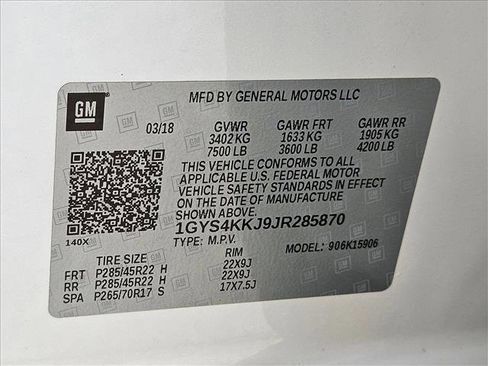 GM
MFD BY GENERAL MOTORS LLC
03/18 GVWR GAWR FRT GAWR RR
3402 KG 1633 KG 1905 KG
7500 LB 3600 LB 4200 LB
THIS VEHICLE CONFORMS TO ALL
APPLICABLE U.S. FEDERAL MOTOR
VEHICLE SAFETY STANDARDS IN EFFECT
ON THE DATE OF MANUFACTURE
SHOWN ABOVE.
1GYS4KKJ9JR285870
140X TYPE: M.P.V. MODEL: 906K15906
TIRE SIZE RIM
FRT P285/45R22 H 22X9J
RR P285/45R22 H 22X9J
SPA P265/70R17 S 17X7.5J